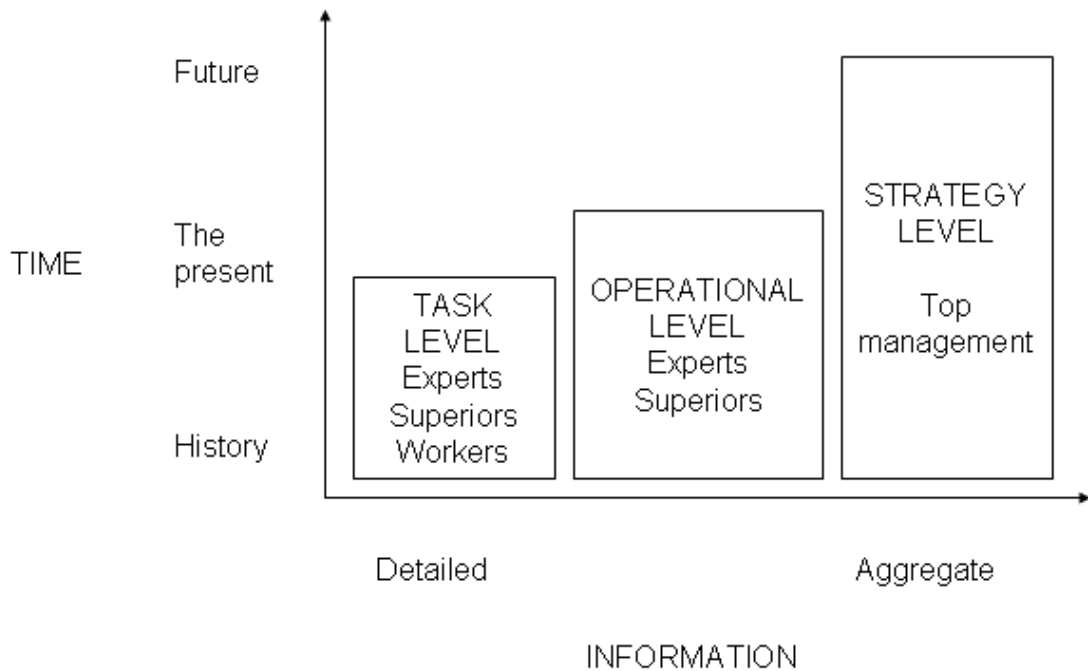 Future
The
present
TIME
History
TASK
LEVEL
Experts
Superiors
Workers
OPERATIONAL
LEVEL
Experts
Superiors
STRATEGY
LEVEL
Top
management
Detailed
Aggregate
INFORMATION